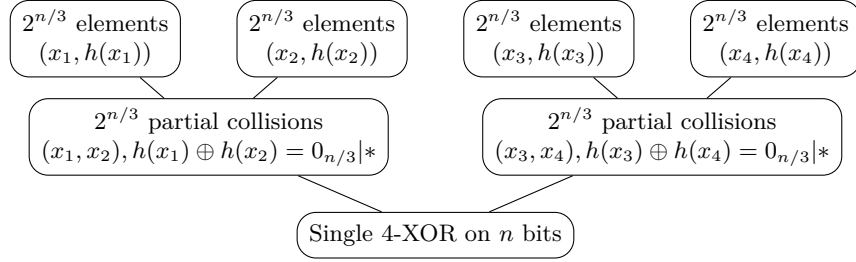 2^{n/3} elements
(x_1, h(x_1))
2^{n/3} elements
(x_2, h(x_2))
2^{n/3} elements
(x_3, h(x_3))
2^{n/3} elements
(x_4, h(x_4))
2^{n/3} partial collisions
(x_1, x_2), h(x_1) ⊕ h(x_2) = 0_{n/3}|*
2^{n/3} partial collisions
(x_3, x_4), h(x_3) ⊕ h(x_4) = 0_{n/3}|*
Single 4-XOR on n bits